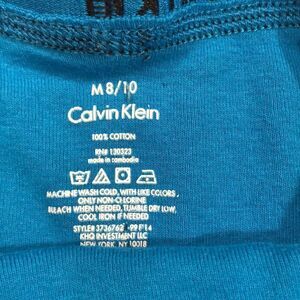 M 8/10
Calvin Klein
100% COTTON
RN# 130323
made in cambodia
MACHINE WASH COLD, WITH LIKE COLORS,
ONLY NON-CHLORINE
BLEACH WHEN NEEDED, TUMBLE DRY LOW,
COOL IRON IF NEEDED
STYLE# 3736762 -99 F'14
KHQ INVESTMENT LLC
NEW YORK, NY 10018